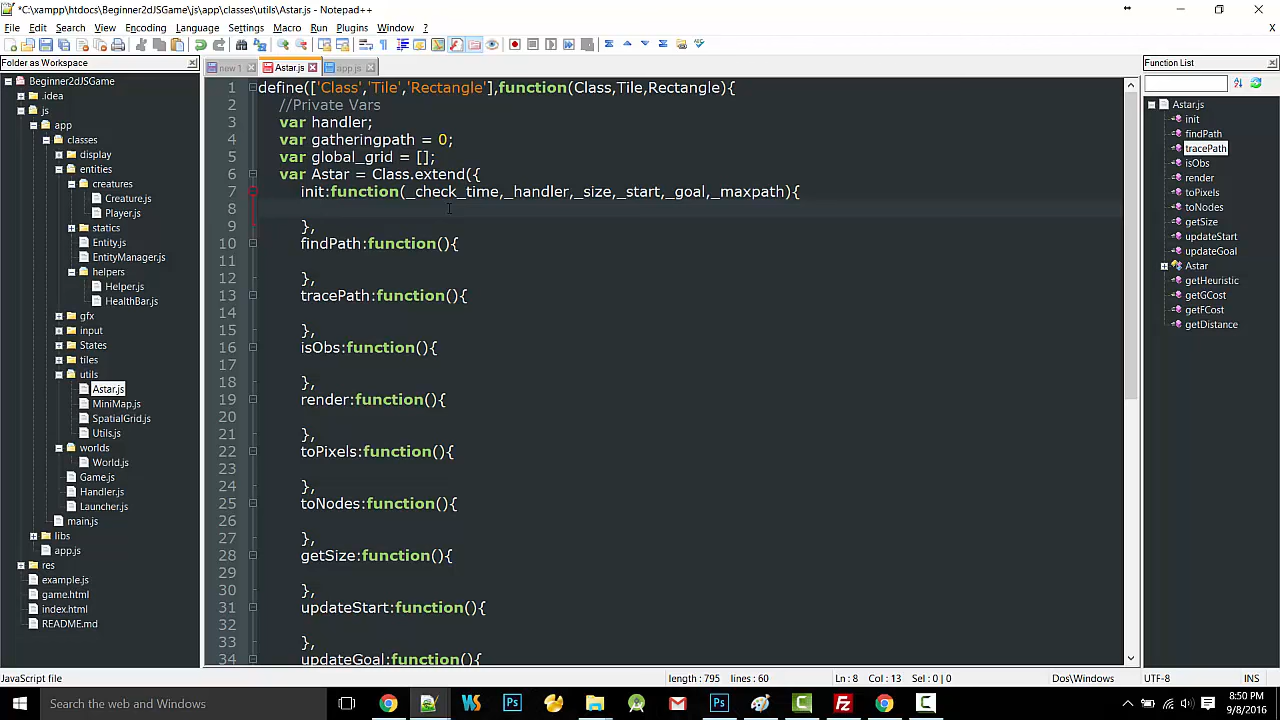 *C:\xampp\htdocs\Beginner2dJSGame\js\app\classes\utils\Astar.js - Notepad++
File Edit Search View Encoding Language Settings Macro Run Plugins Window ?
X
Folder as Workspace
new 1 Astar.js app.js
Function List
Beginner2dJSGame
idea
js
app
classes
display
entities
creatures
Creature.js
Player.js
statics
Entity.js
EntityManager.js
helpers
Helper.js
HealthBar.js
gfx
input
States
tiles
utils
Astar.js
MiniMap.js
SpatialGrid.js
Utils.js
worlds
World.js
Game.js
Handler.js
Launcher.js
main.js
libs
app.js
res
example.js
game.html
index.html
README.md
1 define(['Class','Tile','Rectangle'],function(Class,Tile,Rectangle){
2 //Private Vars
3 var handler;
4 var gatheringpath = 0;
5 var global_grid = [];
6 var Astar = Class.extend({
7 init:function(_check_time,_handler,_size,_start,_goal,_maxpath){
8
9 },
10 findPath:function(){
11
12 },
13 tracePath:function(){
14
15 },
16 isObs:function(){
17
18 },
19 render:function(){
20
21 },
22 toPixels:function(){
23
24 },
25 toNodes:function(){
26
27 },
28 getSize:function(){
29
30 },
31 updateStart:function(){
32
33 },
34 updateGoal:function(){
Astar.js
init
findPath
tracePath
isObs
render
toPixels
toNodes
getSize
updateStart
updateGoal
Astar
getHeuristic
getGCost
getFCost
getDistance
JavaScript file length : 795 lines : 60 Ln : 8 Col : 13 Sel : 0 | 0 Dos\Windows UTF-8 INS
Search Windows
8:50 PM
9/8/2016